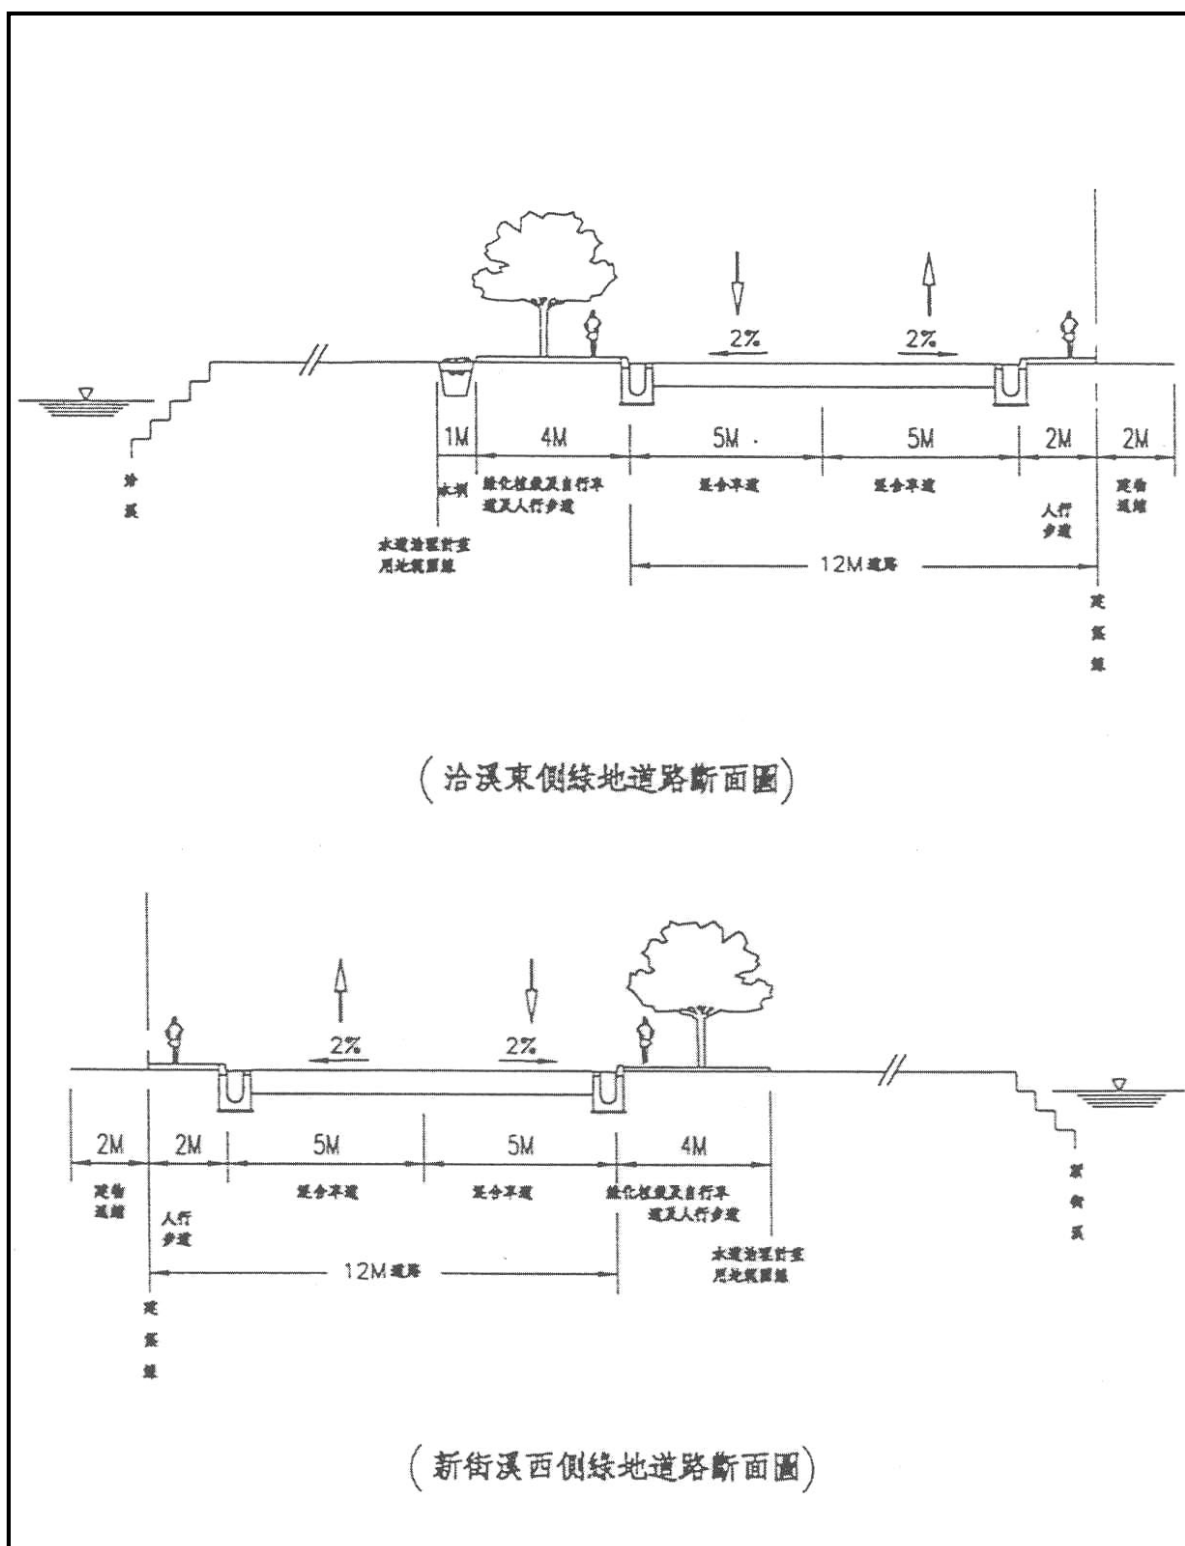 2%
2%
1M
4M
5M
5M
2M
2M
洽
溪
水圳
綠化植栽及自行車
道及人行步道
混合車道
混合車道
人行
步道
建物
退縮
水道治理計畫
用地範圍線
12M道路
建
築
線
(洽溪東側綠地道路斷面圖)
2%
2%
2M
2M
5M
5M
4M
建物
退縮
人行
步道
混合車道
混合車道
綠化植栽及自行車
道及人行步道
水道治理計畫
用地範圍線
新
街
溪
12M道路
建
築
線
(新街溪西側綠地道路斷面圖)